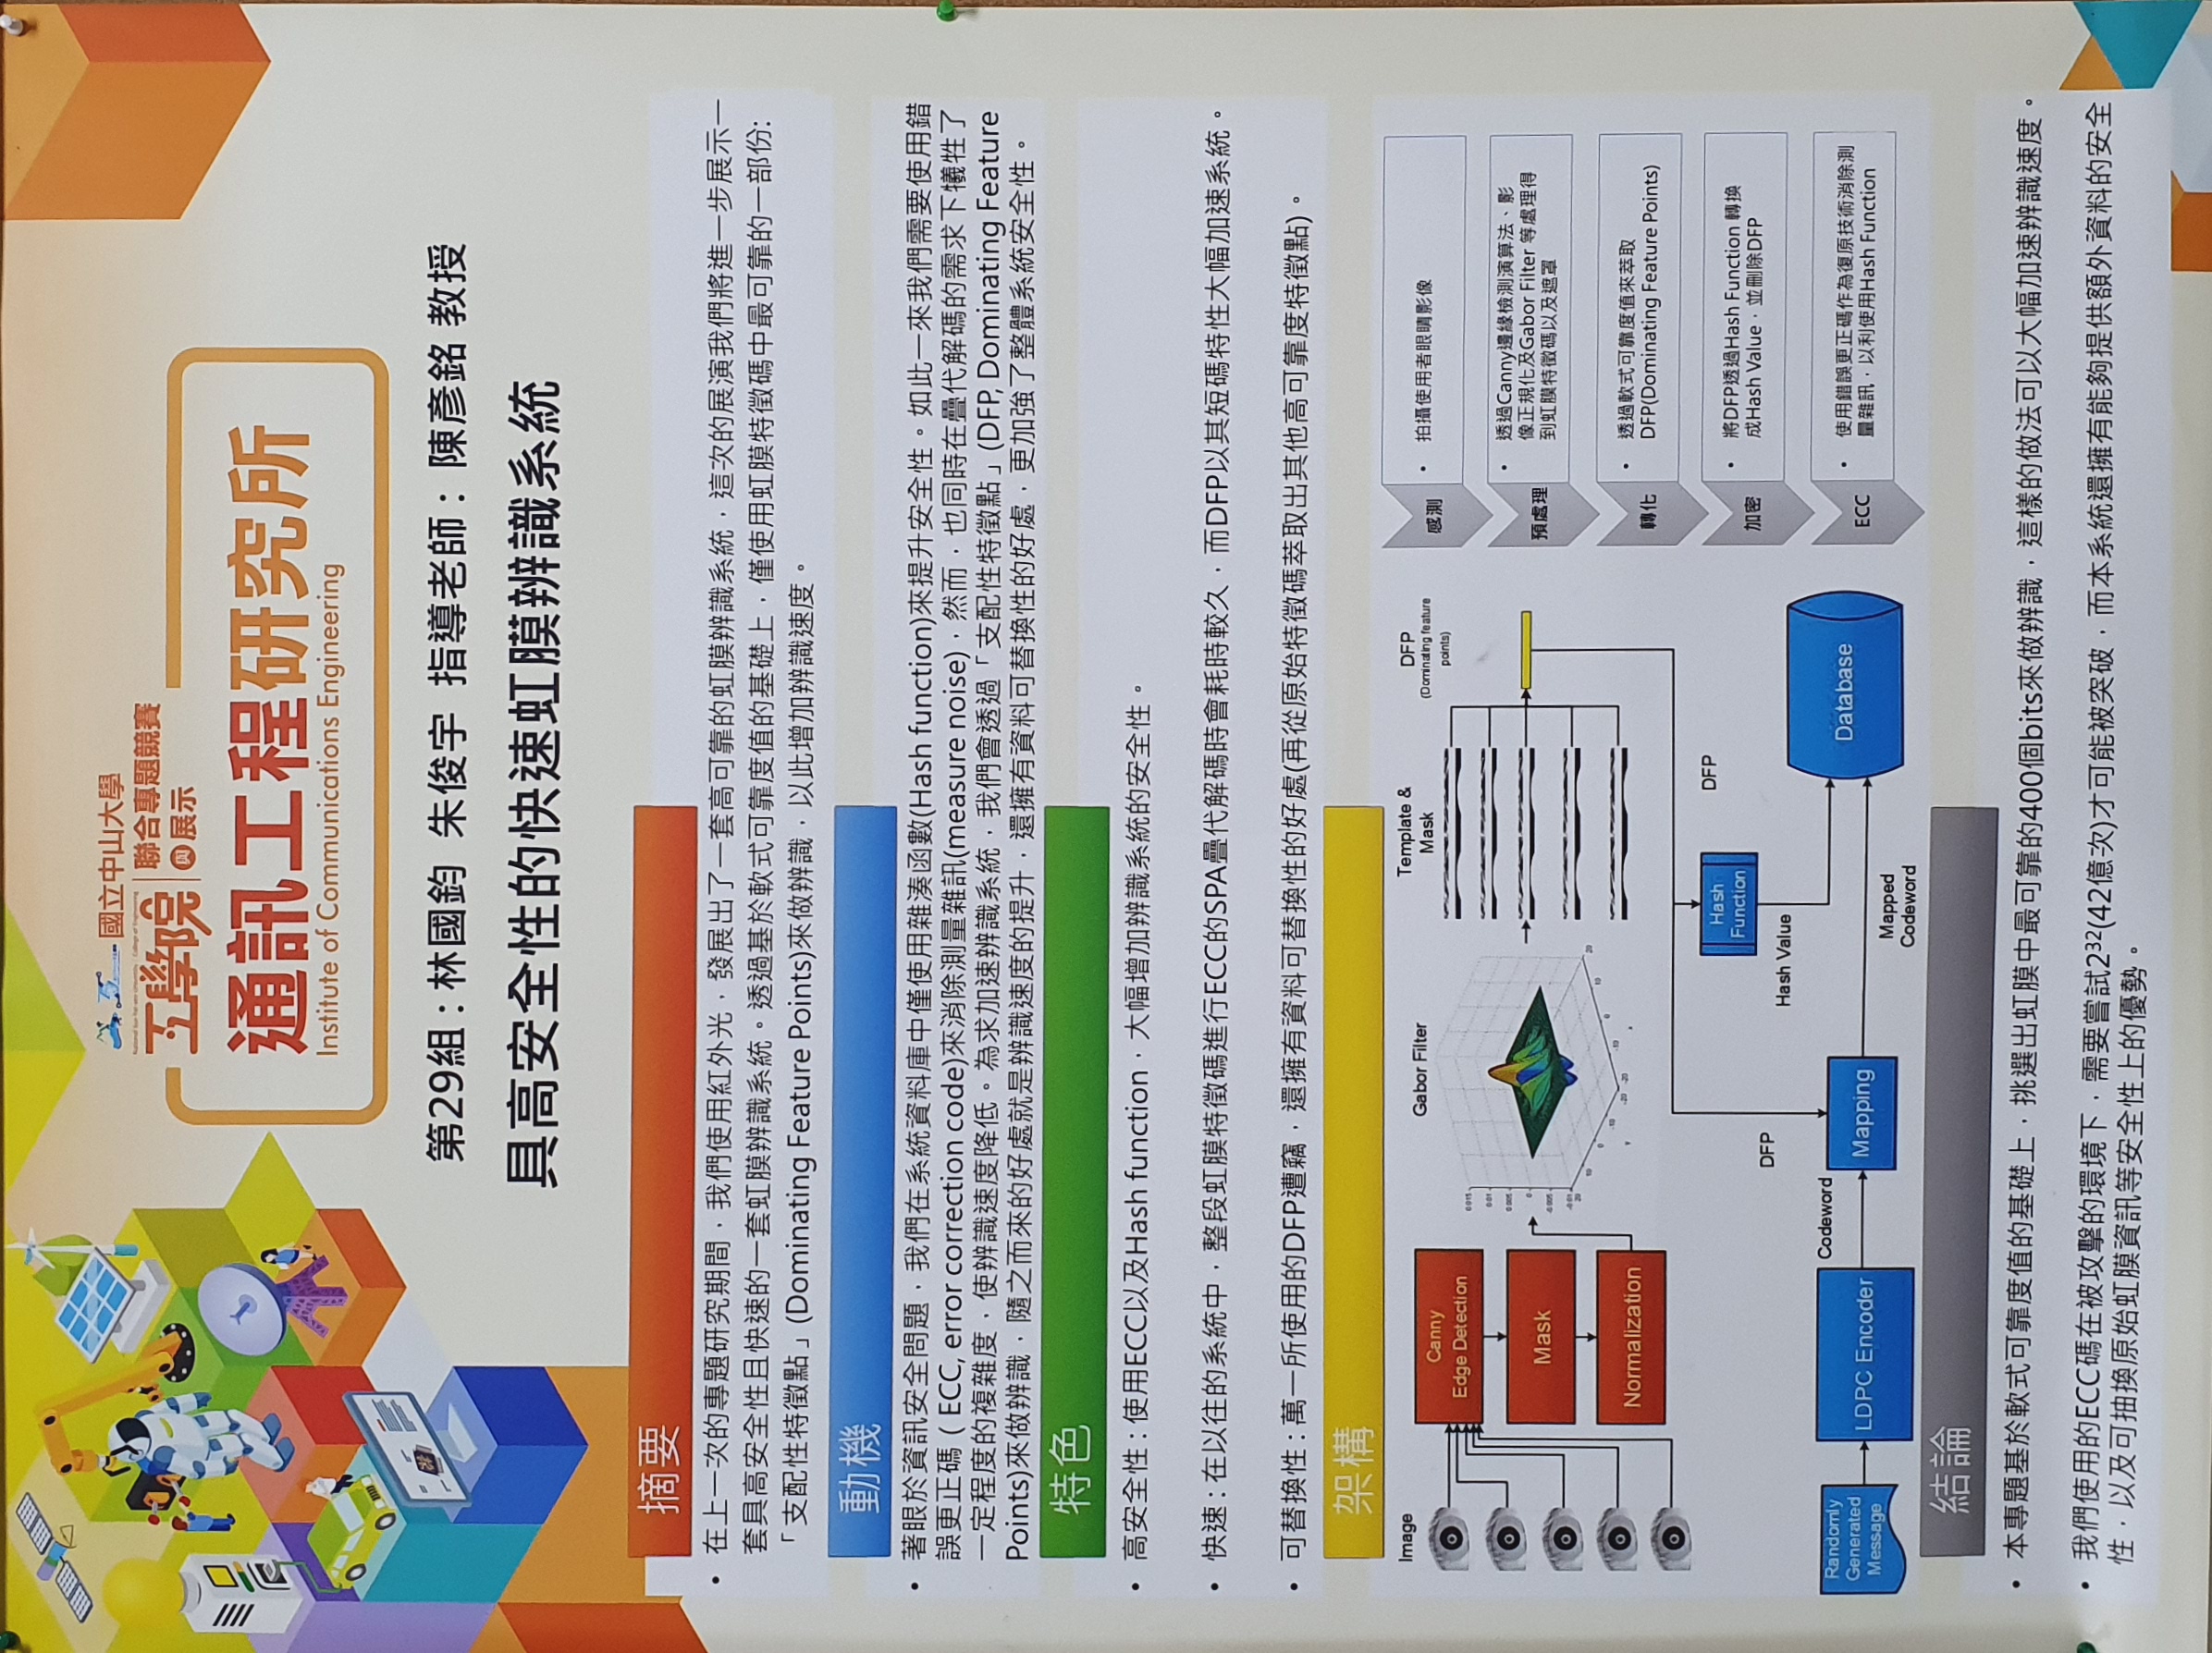 國立中山大學
National Sun Yat-sen University | College of Engineering
工學院
聯合專題競賽
與展示
通訊工程研究所
Institute of Communications Engineering
第29組 : 林國鈞 朱俊宇 指導老師 : 陳彥銘 教授
具高安全性的快速虹膜辨識系統
摘要
• 在上一次的專題研究期間，我們使用紅外光，發展出了一套高可靠的虹膜辨識系統，這次的展演我們將進一步展示一
套具高安全性且快速的一套虹膜辨識系統。透過基於軟式可靠度值的基礎上，僅使用虹膜特徵碼中最可靠的一部份:
「支配性特徵點」(Dominating Feature Points)來做辨識，以此增加辨識速度。
動機
• 著眼於資訊安全問題，我們在系統資料庫中僅使用雜湊函數(Hash function)來提升安全性。如此一來我們需要使用錯
誤更正碼 ( ECC, error correction code)來消除測量雜訊(measure noise)，然而，也同時在疊代解碼的需求下犧牲了
一定程度的複雜度，使辨識速度降低。為求加速辨識系統，我們會透過「支配性特徵點」(DFP, Dominating Feature
Points)來做辨識，隨之而來的好處就是辨識速度的提升，還擁有資料可替換性的好處，更加強了整體系統安全性。
特色
• 高安全性 : 使用ECC以及Hash function，大幅增加辨識系統的安全性。
• 快速 : 在以往的系統中，整段虹膜特徵碼進行ECC的SPA疊代解碼時會耗時較久，而DFP以其短碼特性大幅加速系統。
• 可替換性 : 萬一所使用的DFP遭竊，還擁有資料可替換性的好處(再從原始特徵碼萃取出其他高可靠度特徵點)。
架構
Image
Canny
Edge Detection
Mask
Normalization
Gabor Filter
0.015
0.01
0.005
0
-0.005
-0.01
20
10
0
-10
-20
-20
-10
0
10
20
Y
X
Template &
Mask
DFP
(Dominating feature
points)
Hash
Function
DFP
DFP
Hash Value
Randomly
Generated
Message
LDPC Encoder
Codeword
Mapping
Mapped
Codeword
Database
感測
• 拍攝使用者眼睛影像
預處理
• 透過Canny邊緣檢測演算法、影
像正規化及Gabor Filter 等處理得
到虹膜特徵碼以及遮罩
轉化
• 透過軟式可靠度值來萃取
DFP(Dominating Feature Points)
加密
• 將DFP透過Hash Function 轉換
成Hash Value，並刪除DFP
ECC
• 使用錯誤更正碼作為復原技術消除測
量雜訊，以利使用Hash Function
結論
• 本專題基於軟式可靠度值的基礎上，挑選出虹膜中最可靠的400個bits來做辨識，這樣的做法可以大幅加速辨識速度。
• 我們使用的ECC碼在被攻擊的環境下，需要嘗試2³²(42億次)才可能被突破，而本系統還擁有能夠提供額外資料的安全
性，以及可抽換原始虹膜資訊等安全性上的優勢。